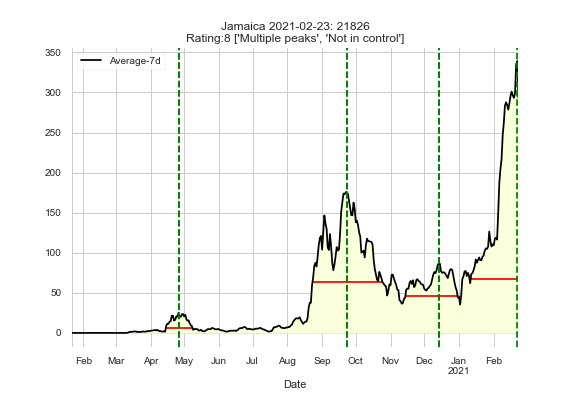 Jamaica 2021-02-23: 21826
Rating:8 ['Multiple peaks', 'Not in control']
Average-7d
350
300
250
200
150
100
50
0
Feb Mar Apr May Jun Jul Aug Sep Oct Nov Dec Jan Feb
2021
Date